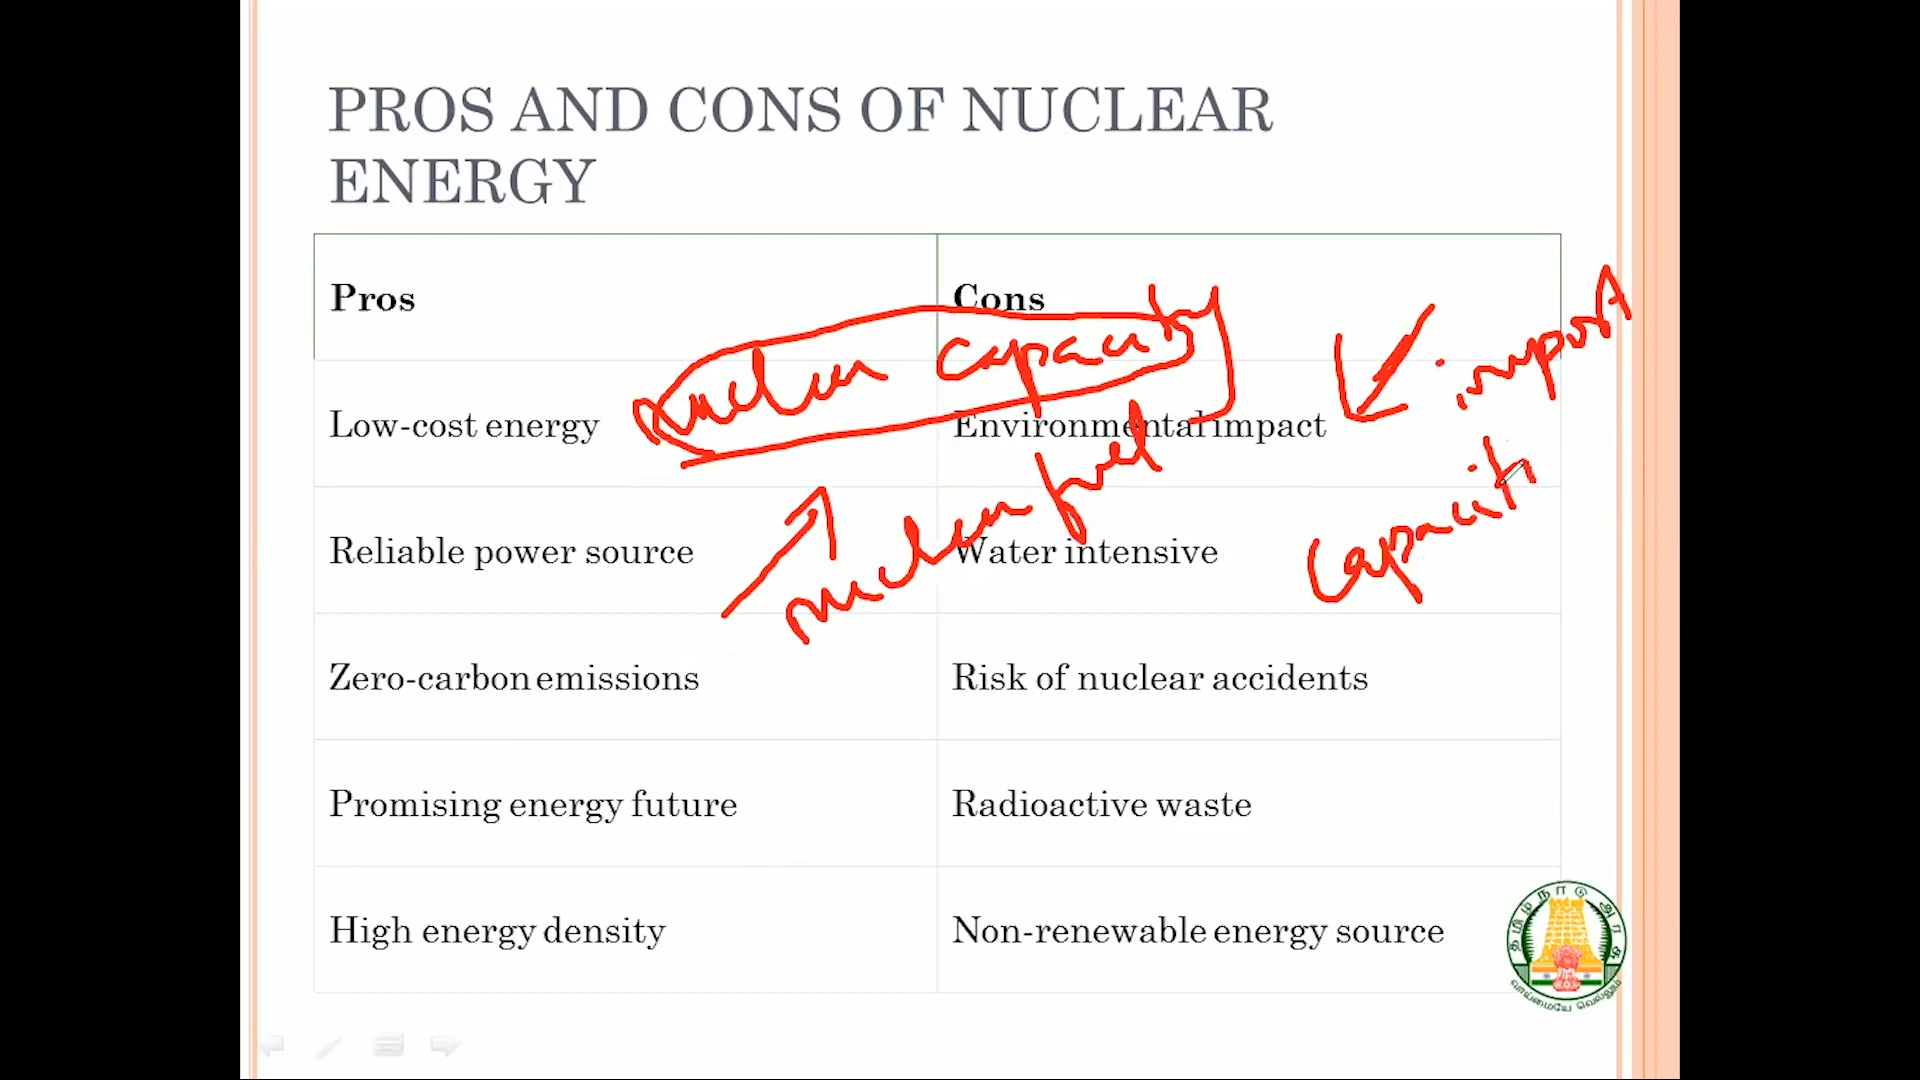 PROS AND CONS OF NUCLEAR
ENERGY
Pros
Cons
Nuclear capacity
import
Low-cost energy
Environmental impact
nuclear fuel
capacity
Reliable power source
Water intensive
Zero-carbon emissions
Risk of nuclear accidents
Promising energy future
Radioactive waste
High energy density
Non-renewable energy source
தமிழ்நாடு அரசு
வாய்மையே வெல்லும்